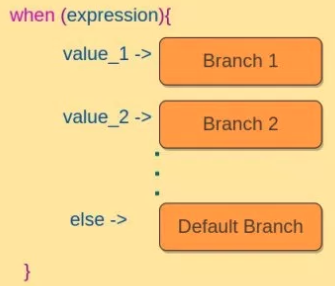 when (expression){
value_1 -> Branch 1
value_2 -> Branch 2
else -> Default Branch
}